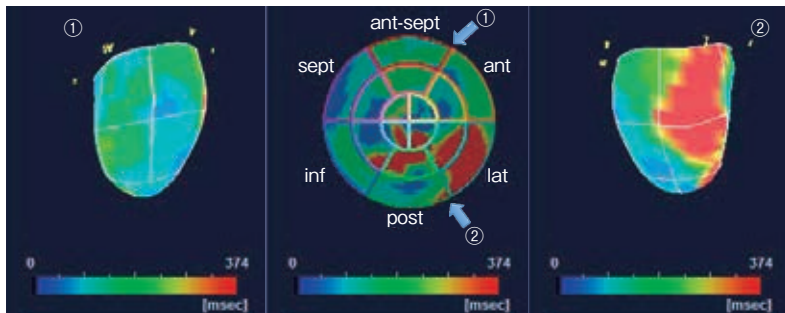 ①
ant-sept
①
②
sept
ant
inf
lat
post
②
0
374
[msec]
0
374
[msec]
0
374
[msec]